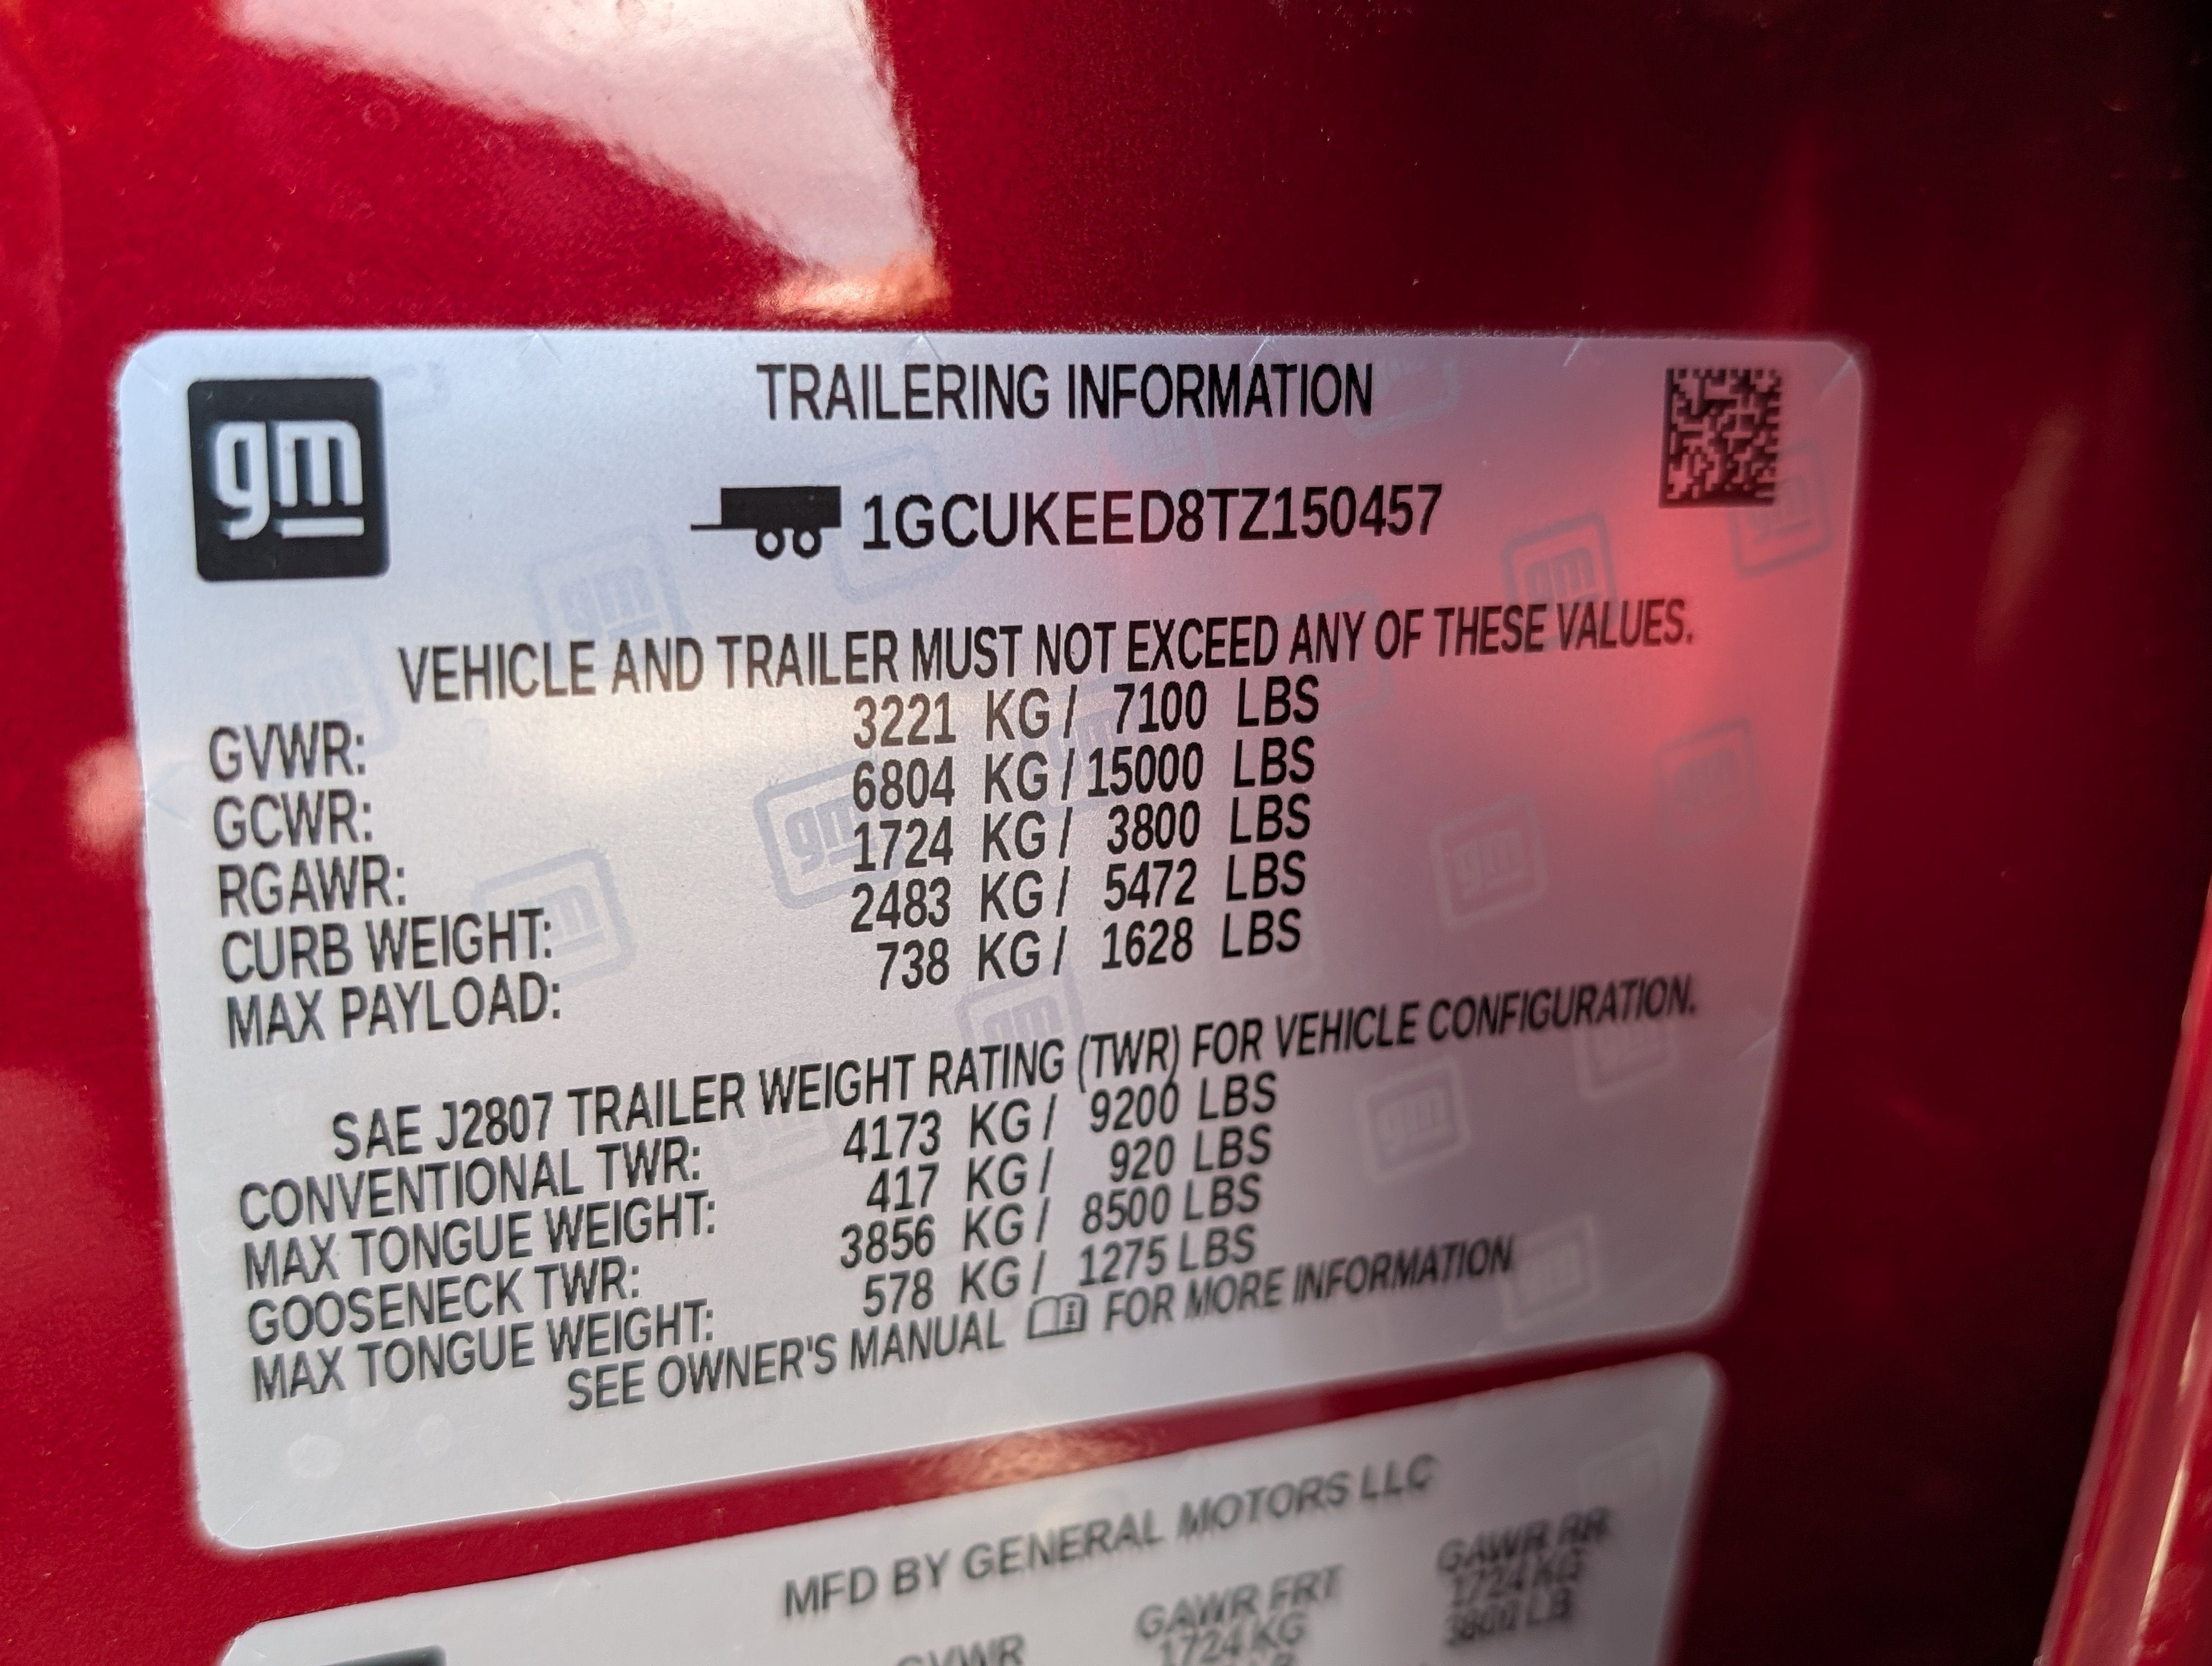 gm
TRAILERING INFORMATION
1GCUKEED8TZ150457
VEHICLE AND TRAILER MUST NOT EXCEED ANY OF THESE VALUES.
GVWR: 3221 KG / 7100 LBS
GCWR: 6804 KG / 15000 LBS
RGAWR: 1724 KG / 3800 LBS
CURB WEIGHT: 2483 KG / 5472 LBS
MAX PAYLOAD: 738 KG / 1628 LBS
SAE J2807 TRAILER WEIGHT RATING (TWR) FOR VEHICLE CONFIGURATION.
CONVENTIONAL TWR: 4173 KG / 9200 LBS
MAX TONGUE WEIGHT: 417 KG / 920 LBS
GOOSENECK TWR: 3856 KG / 8500 LBS
MAX TONGUE WEIGHT: 578 KG / 1275 LBS
SEE OWNER'S MANUAL FOR MORE INFORMATION
MFD BY GENERAL MOTORS LLC
GVWR GAWR FRT GAWR RR
1724 KG 1724 KG
3800 LB